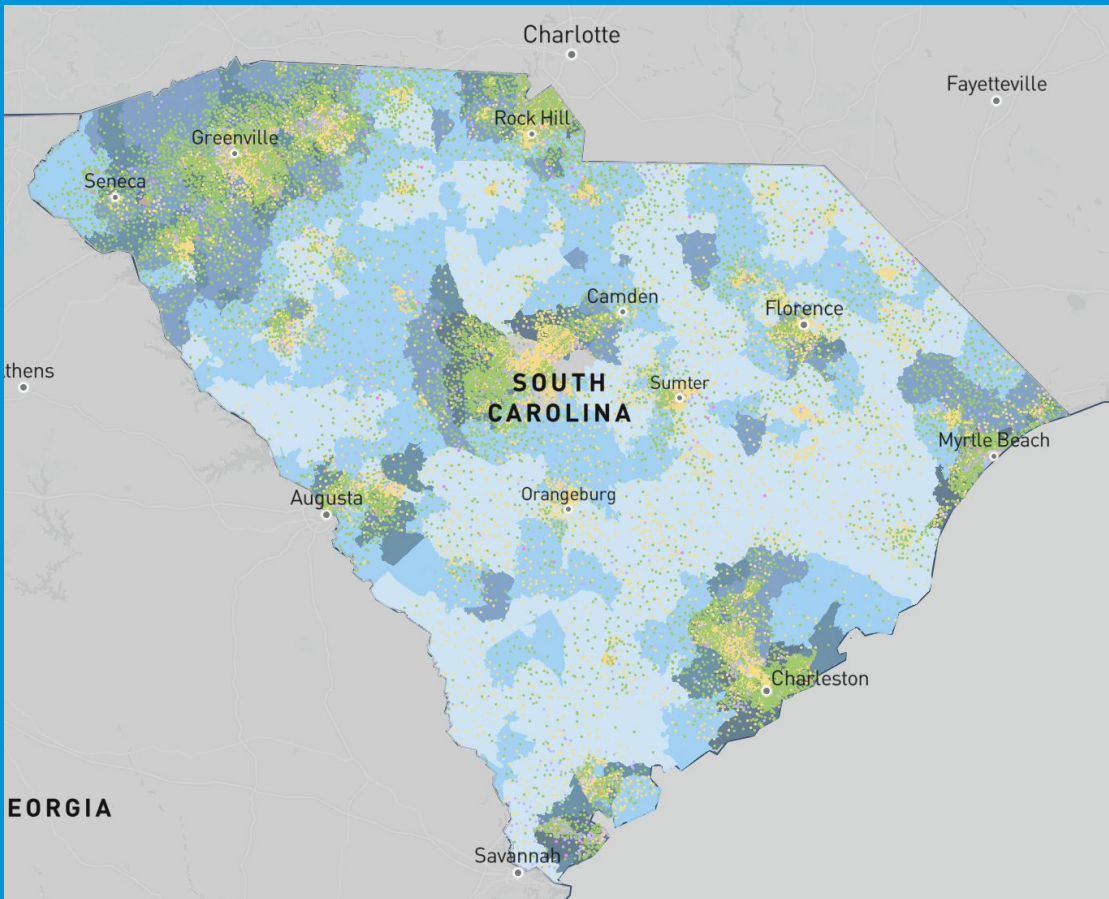 Charlotte
Fayetteville
Rock Hill
Greenville
Seneca
Camden
Florence
thens
SOUTH
CAROLINA
Sumter
Myrtle Beach
Augusta
Orangeburg
Charleston
EORGIA
Savannah